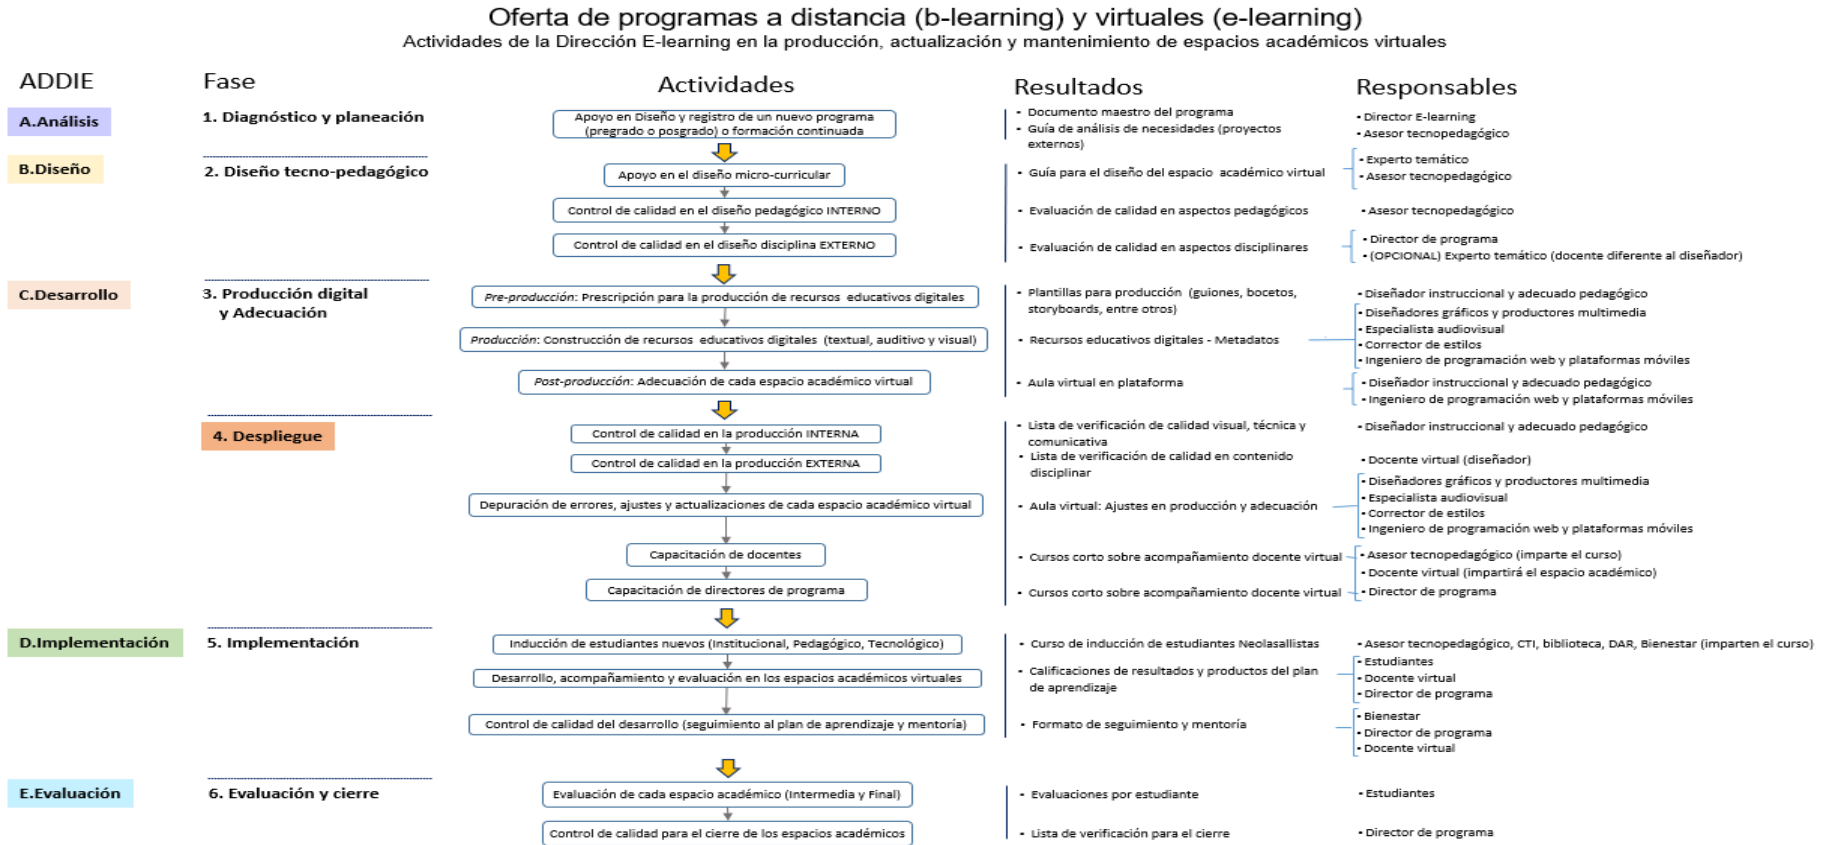 Oferta de programas a distancia (b-learning) y virtuales (e-learning)
Actividades de la Dirección E-learning en la producción, actualización y mantenimiento de espacios académicos virtuales
ADDIE
Fase
Actividades
Resultados
Responsables
A.Análisis
1. Diagnóstico y planeación
Apoyo en Diseño y registro de un nuevo programa
(pregrado o posgrado) o formación continuada
- Documento maestro del programa
- Guía de análisis de necesidades (proyectos
externos)
- Director E-learning
- Asesor tecnopedagógico
B.Diseño
2. Diseño tecno-pedagógico
Apoyo en el diseño micro-curricular
- Guía para el diseño del espacio académico virtual
- Experto temático
- Asesor tecnopedagógico
Control de calidad en el diseño pedagógico INTERNO
- Evaluación de calidad en aspectos pedagógicos
- Asesor tecnopedagógico
Control de calidad en el diseño disciplina EXTERNO
- Evaluación de calidad en aspectos disciplinares
- Director de programa
- (OPCIONAL) Experto temático (docente diferente al diseñador)
C.Desarrollo
3. Producción digital
y Adecuación
Pre-producción: Prescripción para la producción de recursos educativos digitales
- Plantillas para producción (guiones, bocetos,
storyboards, entre otros)
- Diseñador instruccional y adecuado pedagógico
Producción: Construcción de recursos educativos digitales (textual, auditivo y visual)
- Recursos educativos digitales - Metadatos
- Diseñadores gráficos y productores multimedia
- Especialista audiovisual
- Corrector de estilos
- Ingeniero de programación web y plataformas móviles
Post-producción: Adecuación de cada espacio académico virtual
- Aula virtual en plataforma
- Diseñador instruccional y adecuado pedagógico
- Ingeniero de programación web y plataformas móviles
4. Despliegue
Control de calidad en la producción INTERNA
- Lista de verificación de calidad visual, técnica y
comunicativa
- Diseñador instruccional y adecuado pedagógico
Control de calidad en la producción EXTERNA
- Lista de verificación de calidad en contenido
disciplinar
- Docente virtual (diseñador)
Depuración de errores, ajustes y actualizaciones de cada espacio académico virtual
- Aula virtual: Ajustes en producción y adecuación
- Diseñadores gráficos y productores multimedia
- Especialista audiovisual
- Corrector de estilos
- Ingeniero de programación web y plataformas móviles
Capacitación de docentes
- Cursos corto sobre acompañamiento docente virtual
- Asesor tecnopedagógico (imparte el curso)
- Docente virtual (impartirá el espacio académico)
Capacitación de directores de programa
- Cursos corto sobre acompañamiento docente virtual
- Director de programa
D.Implementación
5. Implementación
Inducción de estudiantes nuevos (Institucional, Pedagógico, Tecnológico)
- Curso de inducción de estudiantes Neolasallistas
- Asesor tecnopedagógico, CTI, biblioteca, DAR, Bienestar (imparten el curso)
Desarrollo, acompañamiento y evaluación en los espacios académicos virtuales
- Calificaciones de resultados y productos del plan
de aprendizaje
- Estudiantes
- Docente virtual
- Director de programa
Control de calidad del desarrollo (seguimiento al plan de aprendizaje y mentoría)
- Formato de seguimiento y mentoría
- Bienestar
- Director de programa
- Docente virtual
E.Evaluación
6. Evaluación y cierre
Evaluación de cada espacio académico (Intermedia y Final)
- Evaluaciones por estudiante
- Estudiantes
Control de calidad para el cierre de los espacios académicos
- Lista de verificación para el cierre
- Director de programa